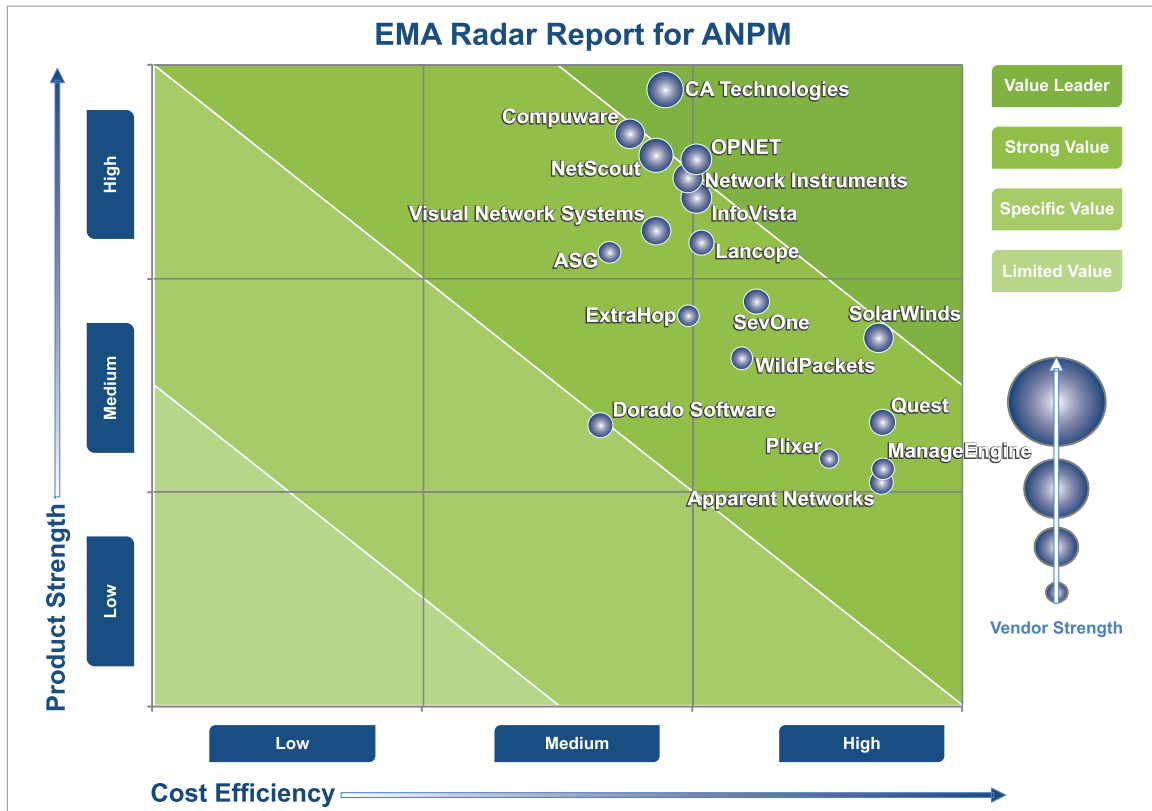 EMA Radar Report for ANPM
CA Technologies
Value Leader
Compuware
Strong Value
OPNET
NetScout
High
Network Instruments
Specific Value
Visual Network Systems
InfoVista
Lancope
ASG
Limited Value
ExtraHop
SevOne
SolarWinds
WildPackets
Medium
Quest
Dorado Software
Plixer
ManageEngine
Apparent Networks
Product Strength
Low
Vendor Strength
Low
Medium
High
Cost Efficiency